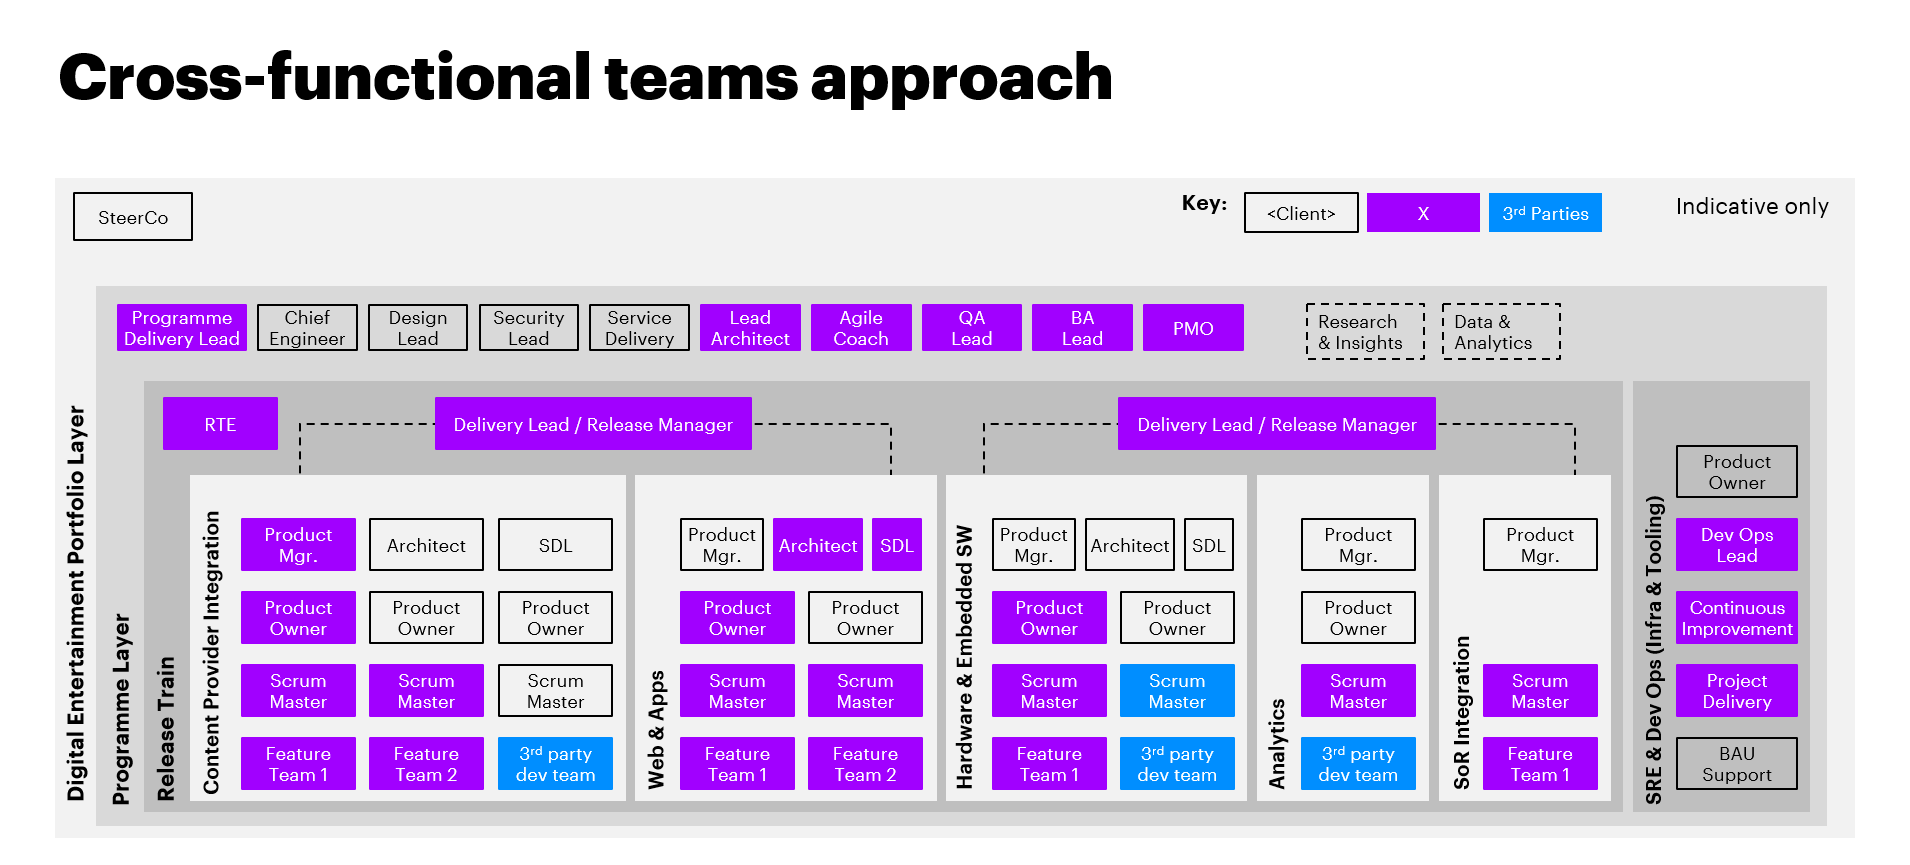 Cross-functional teams approach
SteerCo
Key:
<Client>
X
3rd Parties
Indicative only
Programme
Delivery Lead
Chief
Engineer
Design
Lead
Security
Lead
Service
Delivery
Lead
Architect
Agile
Coach
QA
Lead
BA
Lead
PMO
Research
& Insights
Data &
Analytics
Digital Entertainment Portfolio Layer
Programme Layer
Release Train
RTE
Delivery Lead / Release Manager
Delivery Lead / Release Manager
Content Provider Integration
Product
Mgr.
Architect
SDL
Product
Owner
Product
Owner
Product
Owner
Scrum
Master
Scrum
Master
Scrum
Master
Feature
Team 1
Feature
Team 2
3rd party
dev team
Web & Apps
Product
Mgr.
Architect
SDL
Product
Owner
Product
Owner
Scrum
Master
Scrum
Master
Feature
Team 1
Feature
Team 2
Hardware & Embedded SW
Product
Mgr.
Architect
SDL
Product
Owner
Product
Owner
Scrum
Master
Scrum
Master
Feature
Team 1
3rd party
dev team
Analytics
Product
Mgr.
Product
Owner
Scrum
Master
3rd party
dev team
SoR Integration
Product
Mgr.
Scrum
Master
Feature
Team 1
SRE & Dev Ops (Infra & Tooling)
Product
Owner
Dev Ops
Lead
Continuous
Improvement
Project
Delivery
BAU
Support